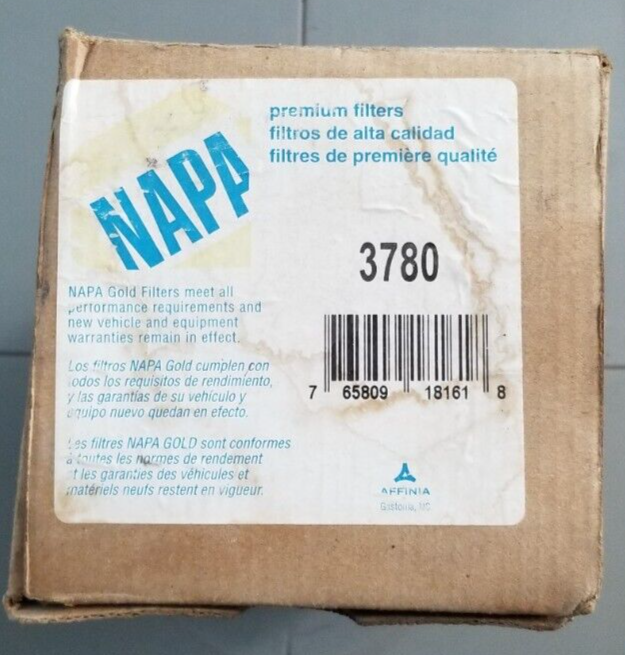 premium filters
filtros de alta calidad
filtres de première qualité
NAPA
3780
NAPA Gold Filters meet all
performance requirements and
new vehicle and equipment
warranties remain in effect.
Los filtros NAPA Gold cumplen con
todos los requisitos de rendimiento,
y las garantías de su vehículo y
equipo nuevo quedan en efecto.
Les filtres NAPA GOLD sont conformes
à toutes les normes de rendement
et les garanties des véhicules et
matériels neufs restent en vigueur.
7 65809 18161 8
AFFINIA
Gastonia, NC